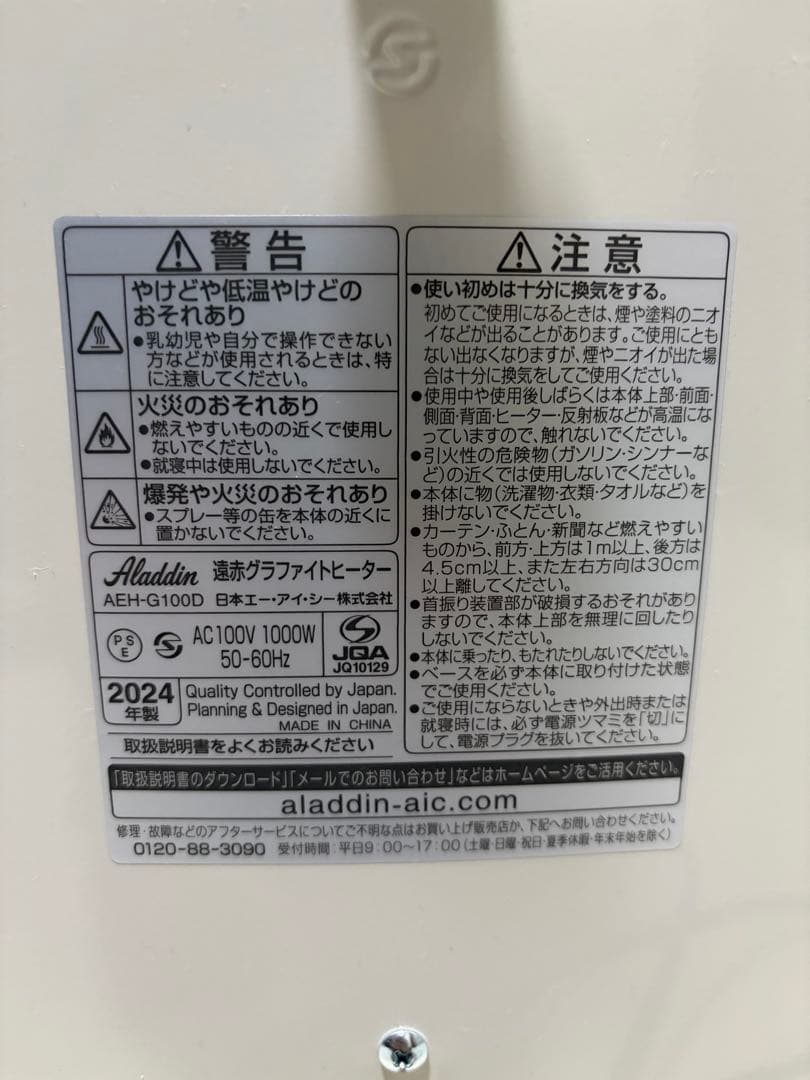 警告
やけどや低温やけどの
おそれあり
●乳幼児や自分で操作できない
方などが使用されるときは、特
に注意してください。
火災のおそれあり
●燃えやすいものの近くで使用し
ないでください。
●就寝中は使用しないでください。
爆発や火災のおそれあり
●スプレー等の缶を本体の近くに
置かないでください。
Aladdin 遠赤グラファイトヒーター
AEH-G100D 日本エー・アイ・シー株式会社
PS
E
AC100V 1000W
50-60Hz
JQA
JQ10129
2024
年製
Quality Controlled by Japan.
Planning & Designed in Japan.
MADE IN CHINA
取扱説明書をよくお読みください
注意
●使い初めは十分に換気をする。
初めてご使用になるときは、煙や塗料のニオ
イなどが出ることがあります。ご使用にとも
ない出なくなりますが、煙やニオイが出た場
合は十分に換気をしてご使用ください。
●使用中や使用後しばらくは本体上部・前面・
側面・背面・ヒーター・反射板などが高温にな
っていますので、触れないでください。
●引火性の危険物(ガソリン・シンナーな
ど)の近くでは使用しないでください。
●本体に物(洗濯物・衣類・タオルなど)を
掛けないでください。
●カーテン・ふとん・新聞など燃えやすい
ものから、前方・上方は1m以上、後方は
4.5cm以上、また左右方向は30cm
以上離してください。
●首振り装置部が破損するおそれがあり
ますので、本体上部を無理に回したり
しないでください。
●本体に乗ったり、もたれたりしないでください。
●ベースを必ず本体に取り付けた状態
でご使用ください。
●ご使用にならないときや外出時または
就寝時には、必ず電源ツマミを「切」に
して、電源プラグを抜いてください。
「取扱説明書のダウンロード」「メールでのお問い合わせ」などはホームページをご活用ください。
aladdin-aic.com
修理・故障などのアフターサービスについてご不明な点はお買い上げ販売店か、下記へお問い合わせください。
0120-88-3090 受付時間:平日9:00~17:00(土曜・日曜・祝日・夏季休暇・年末年始を除く)